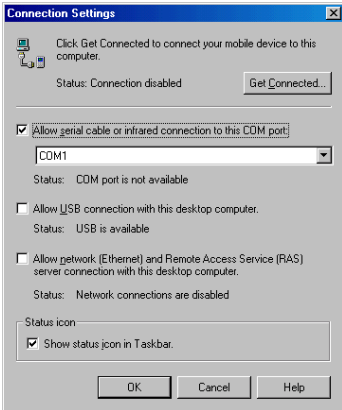 Connection Settings
Click Get Connected to connect your mobile device to this
computer.
Status: Connection disabled
Get Connected...
Allow serial cable or infrared connection to this COM port:
COM1
Status: COM port is not available
Allow USB connection with this desktop computer.
Status: USB is available
Allow network (Ethernet) and Remote Access Service (RAS)
server connection with this desktop computer.
Status: Network connections are disabled
Status icon
Show status icon in Taskbar.
OK Cancel Help